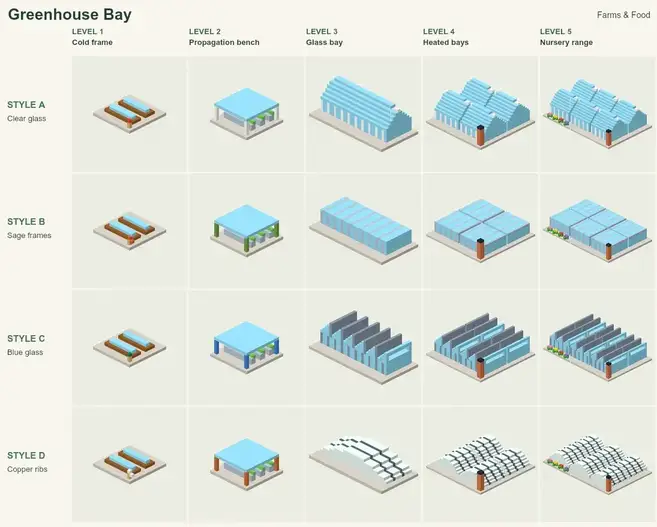 Greenhouse Bay
Farms & Food
LEVEL 1
Cold frame
LEVEL 2
Propagation bench
LEVEL 3
Glass bay
LEVEL 4
Heated bays
LEVEL 5
Nursery range
STYLE A
Clear glass
STYLE B
Sage frames
STYLE C
Blue glass
STYLE D
Copper ribs